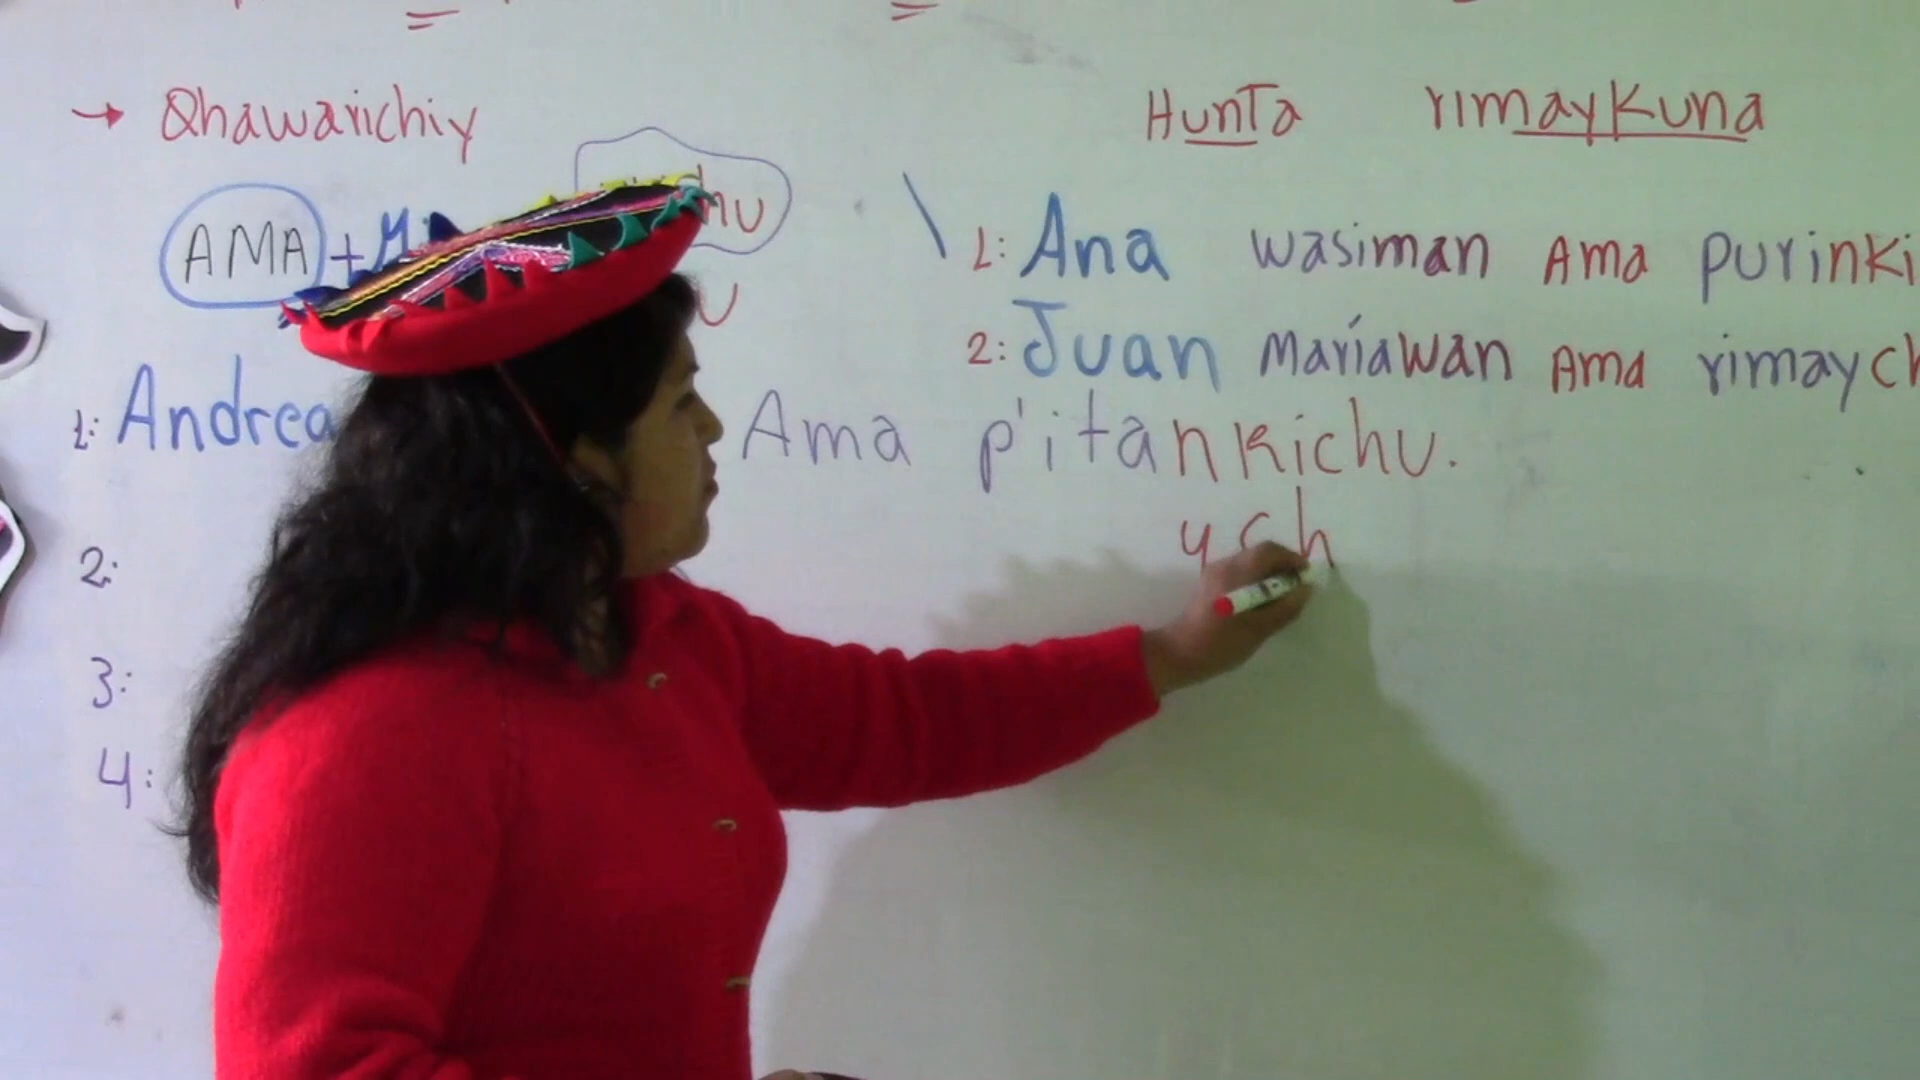 → Qhawarichiy
Hunta rimaykuna
AMA +
1: Ana wasiman Ama purinki
2: Juan Maríawan Ama rimaych
1: Andrea Ama p'itankichu.
ych
2:
3:
4: